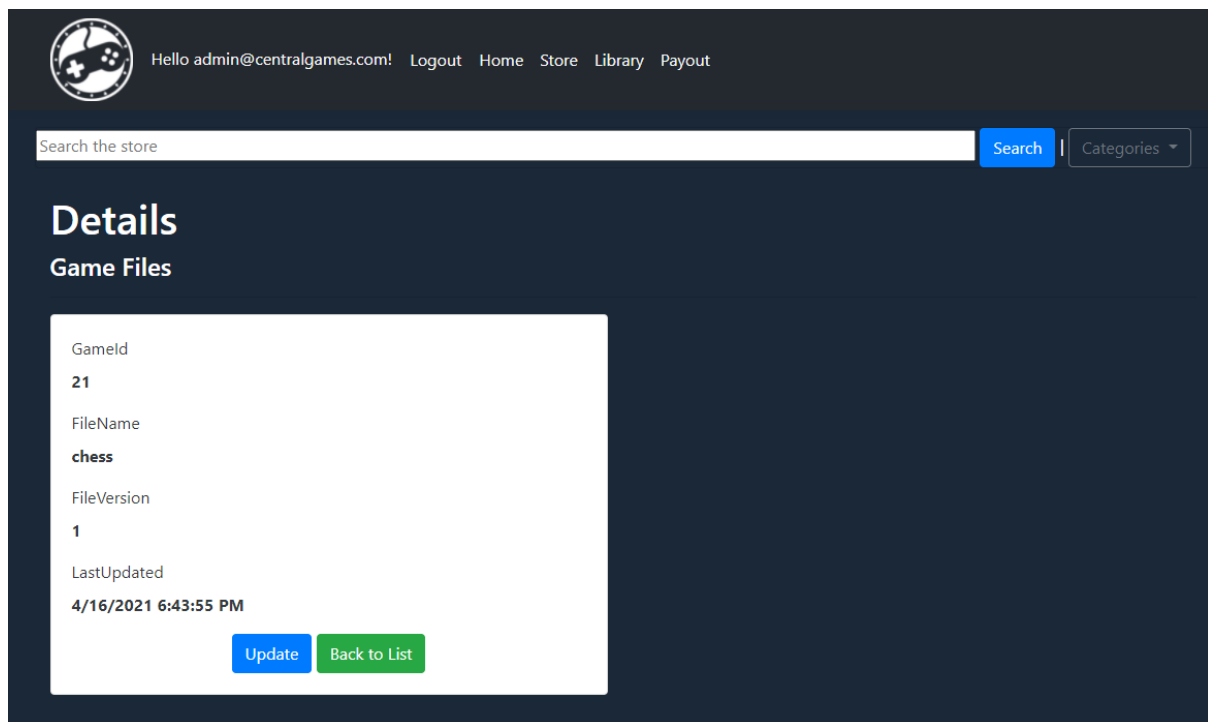 Hello admin@centralgames.com! Logout Home Store Library Payout
Search the store Search | Categories
Details
Game Files
GameId
21
FileName
chess
FileVersion
1
LastUpdated
4/16/2021 6:43:55 PM
Update Back to List